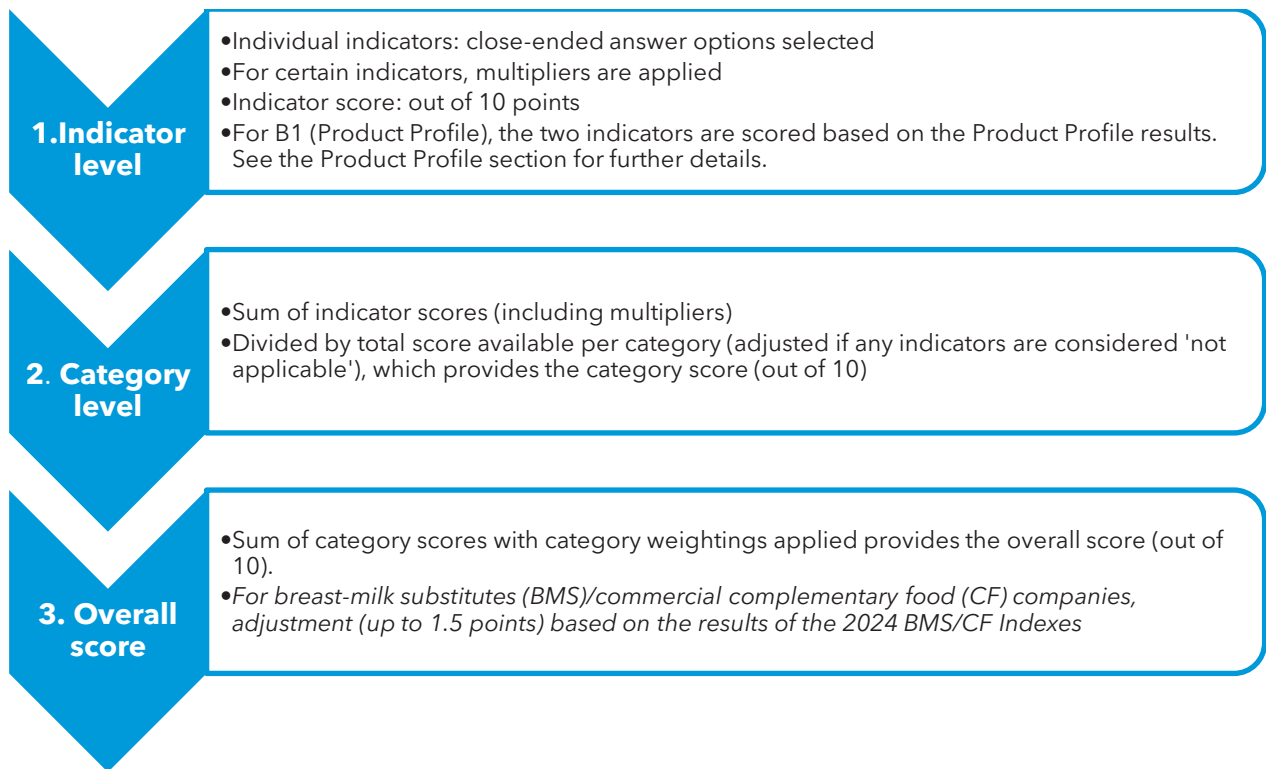 1.Indicator
level
•Individual indicators: close-ended answer options selected
•For certain indicators, multipliers are applied
•Indicator score: out of 10 points
•For B1 (Product Profile), the two indicators are scored based on the Product Profile results.
See the Product Profile section for further details.
2. Category
level
•Sum of indicator scores (including multipliers)
•Divided by total score available per category (adjusted if any indicators are considered 'not
applicable'), which provides the category score (out of 10)
3. Overall
score
•Sum of category scores with category weightings applied provides the overall score (out of
10).
•For breast-milk substitutes (BMS)/commercial complementary food (CF) companies,
adjustment (up to 1.5 points) based on the results of the 2024 BMS/CF Indexes